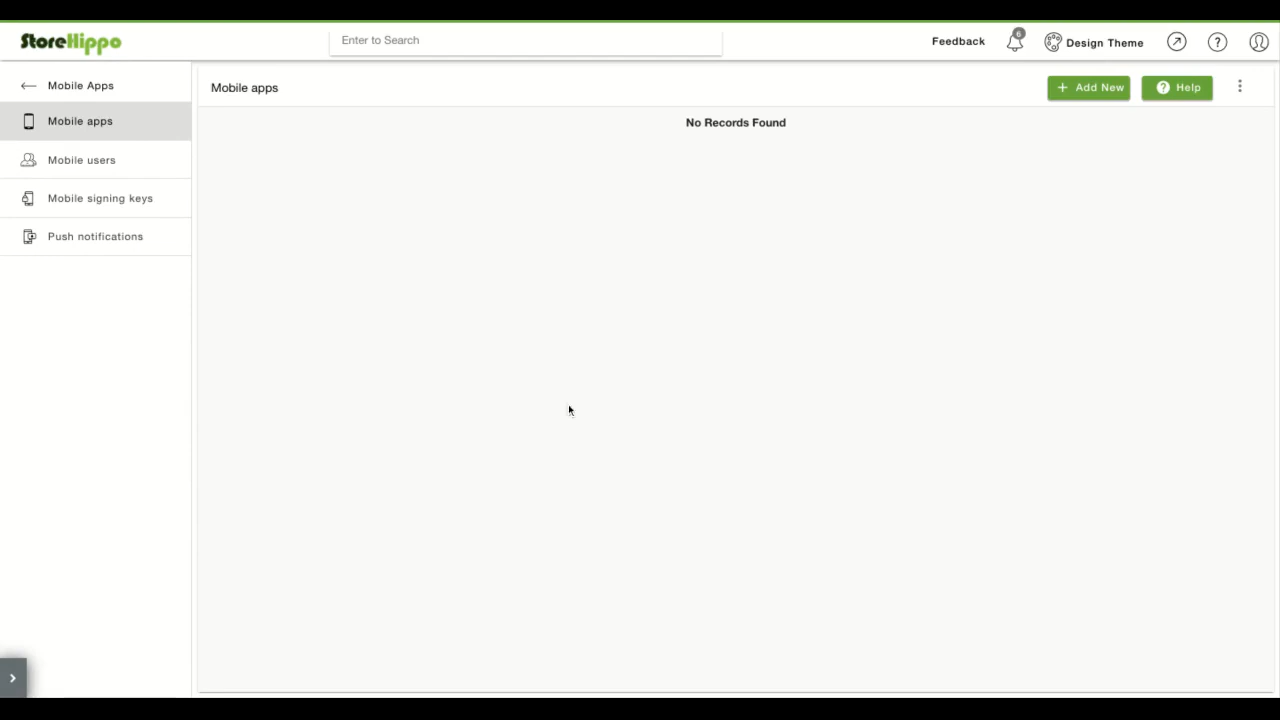 StoreHippo
Enter to Search
Feedback
6
Design Theme
Mobile Apps
Mobile apps
Mobile users
Mobile signing keys
Push notifications
Mobile apps
+ Add New
? Help
No Records Found